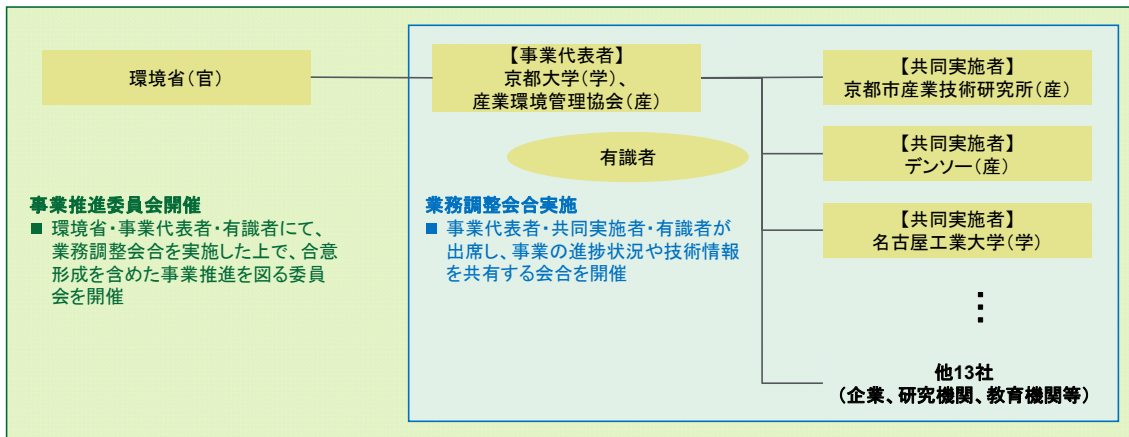 環境省(官)
【事業代表者】
京都大学(学)、
産業環境管理協会(産)
有識者
【共同実施者】
京都市産業技術研究所(産)
【共同実施者】
デンソー(産)
【共同実施者】
名古屋工業大学(学)
⋮
他13社
(企業、研究機関、教育機関等)
事業推進委員会開催
■ 環境省・事業代表者・有識者にて、
業務調整会合を実施した上で、合意
形成を含めた事業推進を図る委員
会を開催
業務調整会合実施
■ 事業代表者・共同実施者・有識者が
出席し、事業の進捗状況や技術情報
を共有する会合を開催